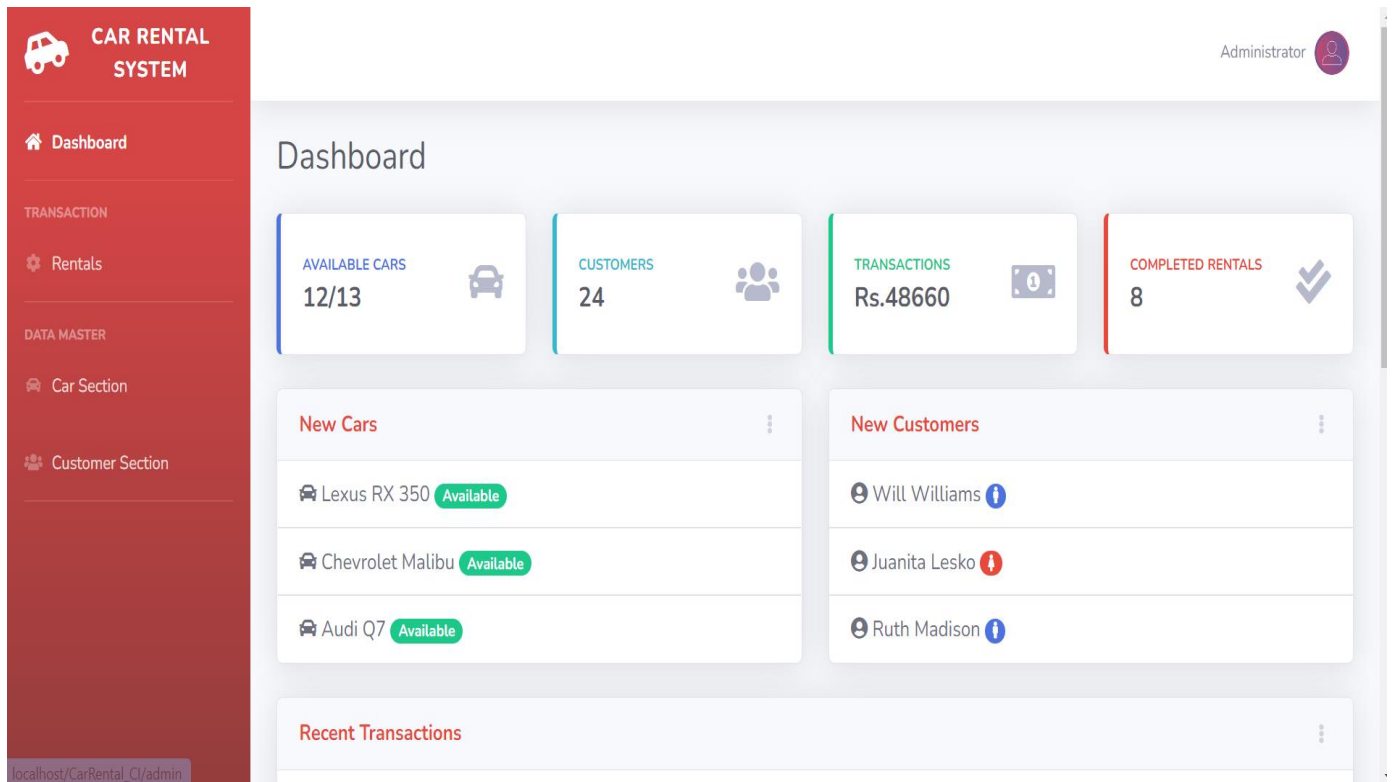 CAR RENTAL
SYSTEM
Administrator
Dashboard
TRANSACTION
Rentals
DATA MASTER
Car Section
Customer Section
Dashboard
AVAILABLE CARS
12/13
CUSTOMERS
24
TRANSACTIONS
Rs.48660
1
COMPLETED RENTALS
8
New Cars
Lexus RX 350 Available
Chevrolet Malibu Available
Audi Q7 Available
New Customers
Will Williams
Juanita Lesko
Ruth Madison
Recent Transactions
localhost/CarRental_CI/admin